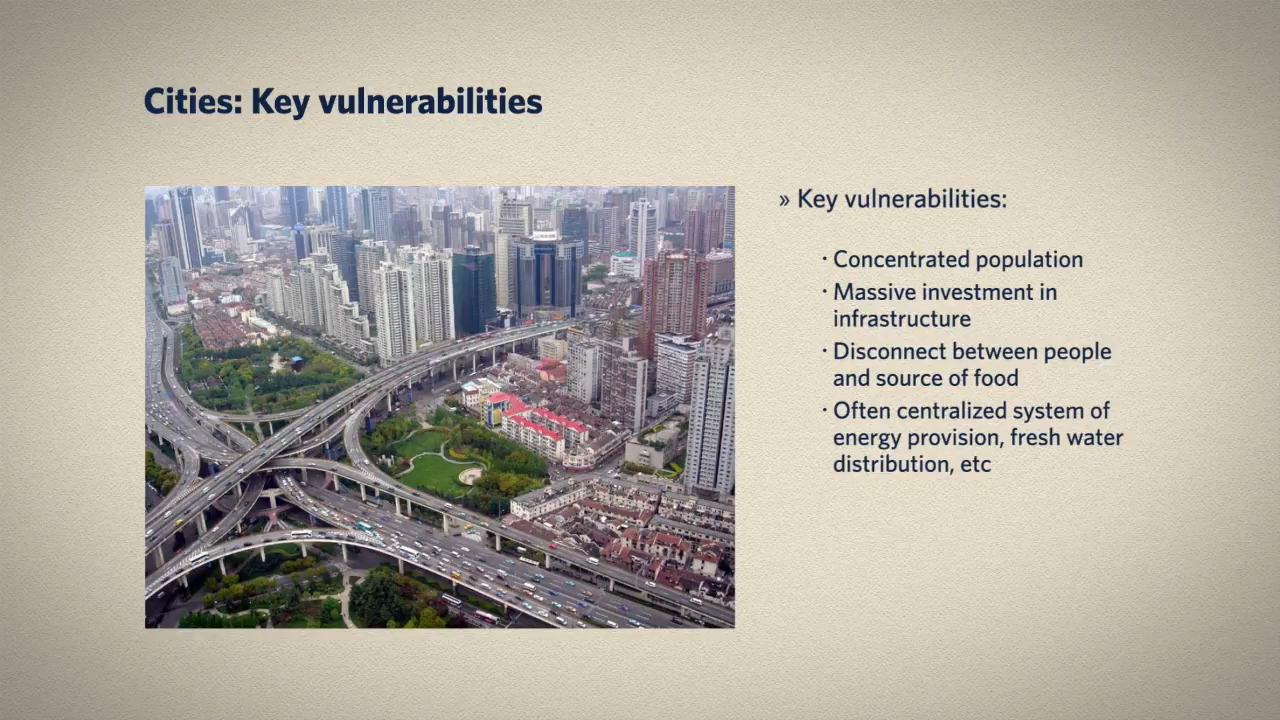 Cities: Key vulnerabilities
» Key vulnerabilities:
· Concentrated population
· Massive investment in
infrastructure
· Disconnect between people
and source of food
· Often centralized system of
energy provision, fresh water
distribution, etc